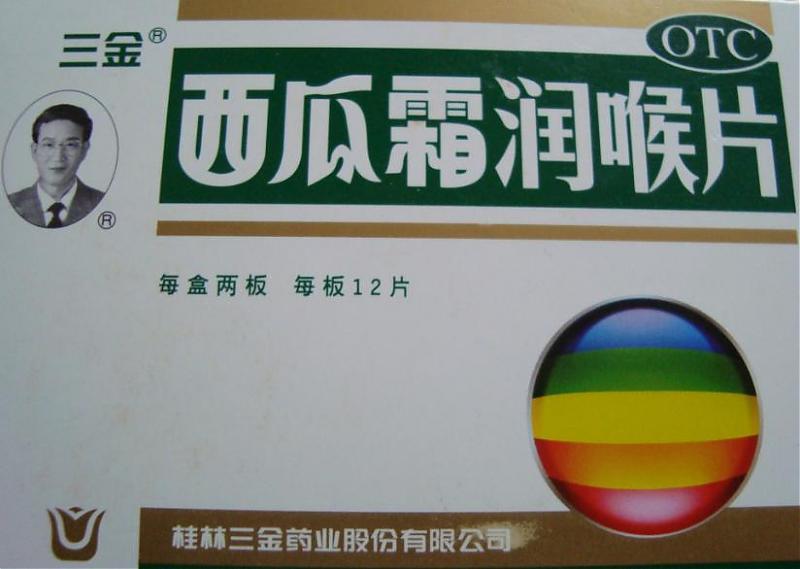 三金®
OTC
西瓜霜润喉片
®
每盒两板 每板12片
桂林三金药业股份有限公司